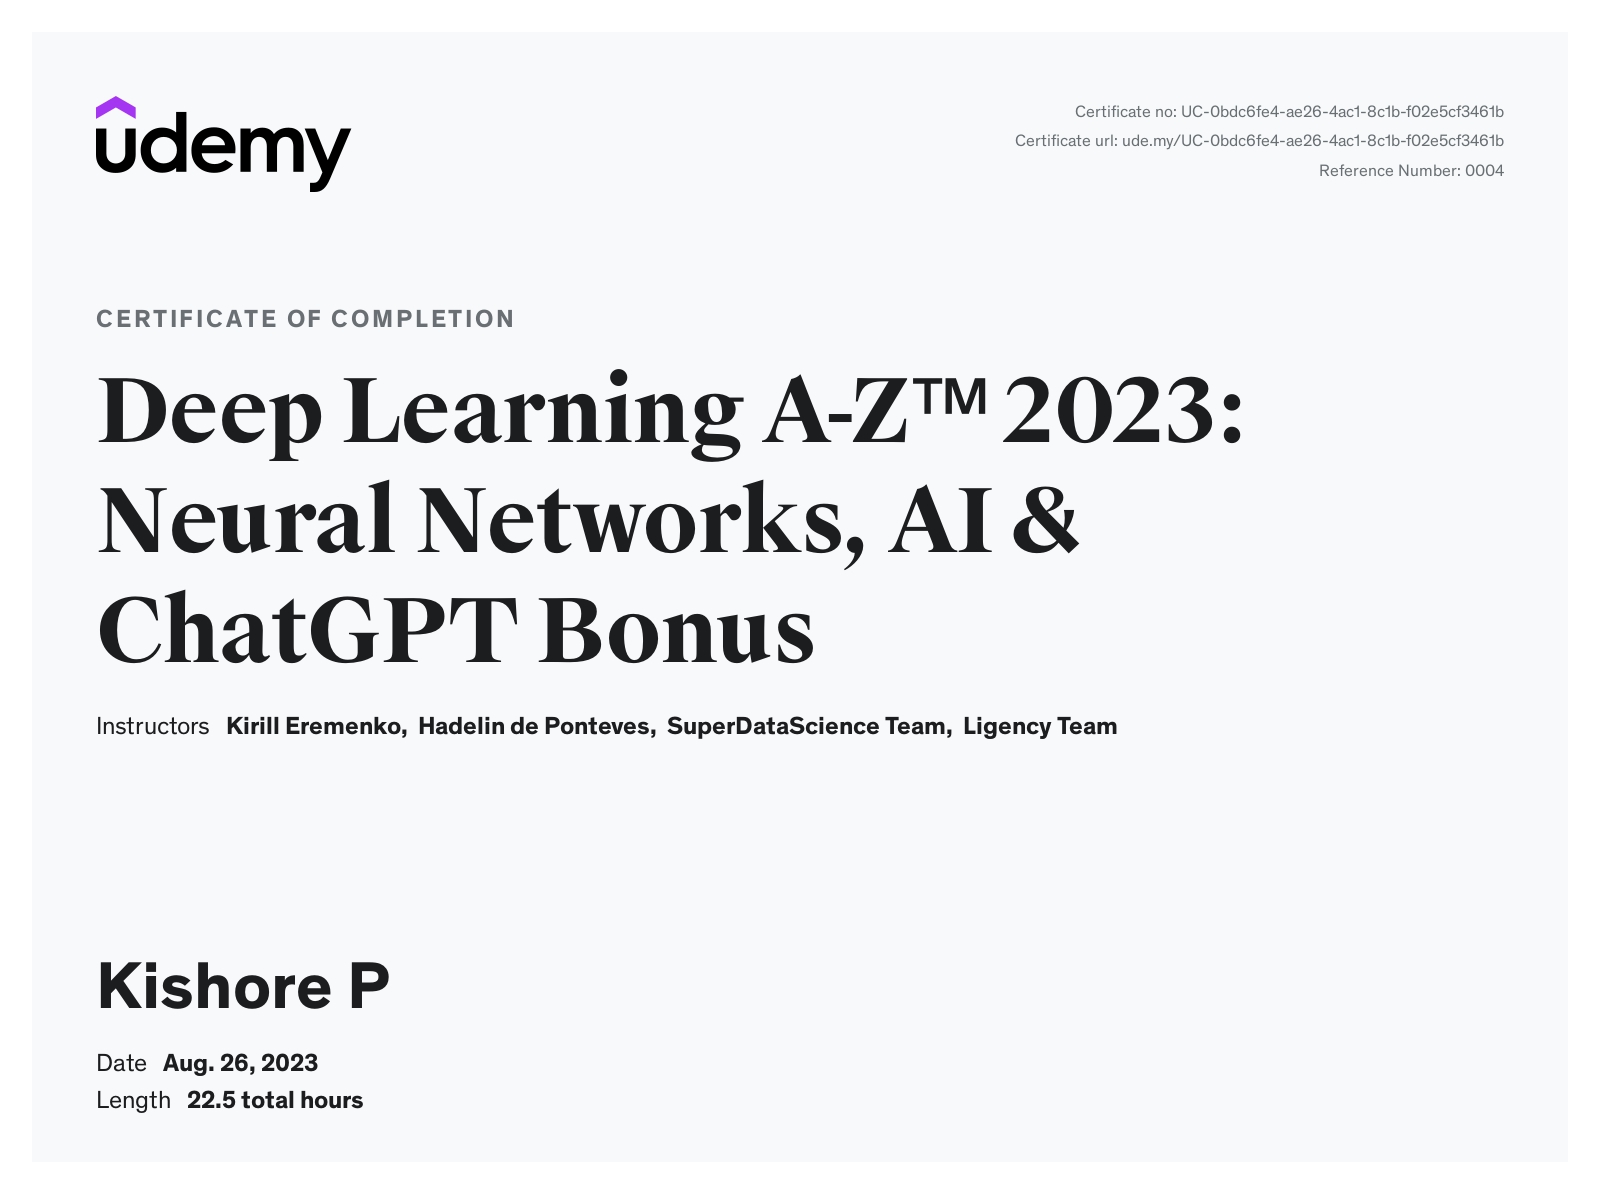 udemy
Certificate no: UC-0bdc6fe4-ae26-4ac1-8c1b-f02e5cf3461b
Certificate url: ude.my/UC-0bdc6fe4-ae26-4ac1-8c1b-f02e5cf3461b
Reference Number: 0004
CERTIFICATE OF COMPLETION
Deep Learning A-Z™ 2023:
Neural Networks, AI &
ChatGPT Bonus
Instructors Kirill Eremenko, Hadelin de Ponteves, SuperDataScience Team, Ligency Team
Kishore P
Date Aug. 26, 2023
Length 22.5 total hours